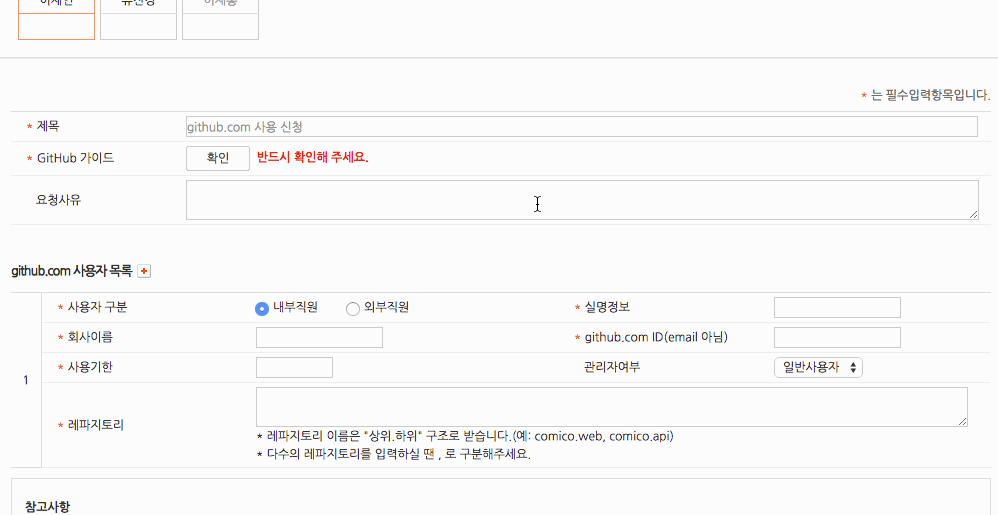 * 는 필수입력항목입니다.
* 제목 github.com 사용 신청
* GitHub 가이드 확인 반드시 확인해 주세요.
요청사유
github.com 사용자 목록 +
* 사용자 구분 내부직원 외부직원 * 실명정보
* 회사이름 * github.com ID(email 아님)
* 사용기한 관리자여부 일반사용자
1
* 레파지토리
* 레파지토리 이름은 "상위.하위" 구조로 받습니다.(예: comico.web, comico.api)
* 다수의 레파지토리를 입력하실 땐 , 로 구분해주세요.
참고사항